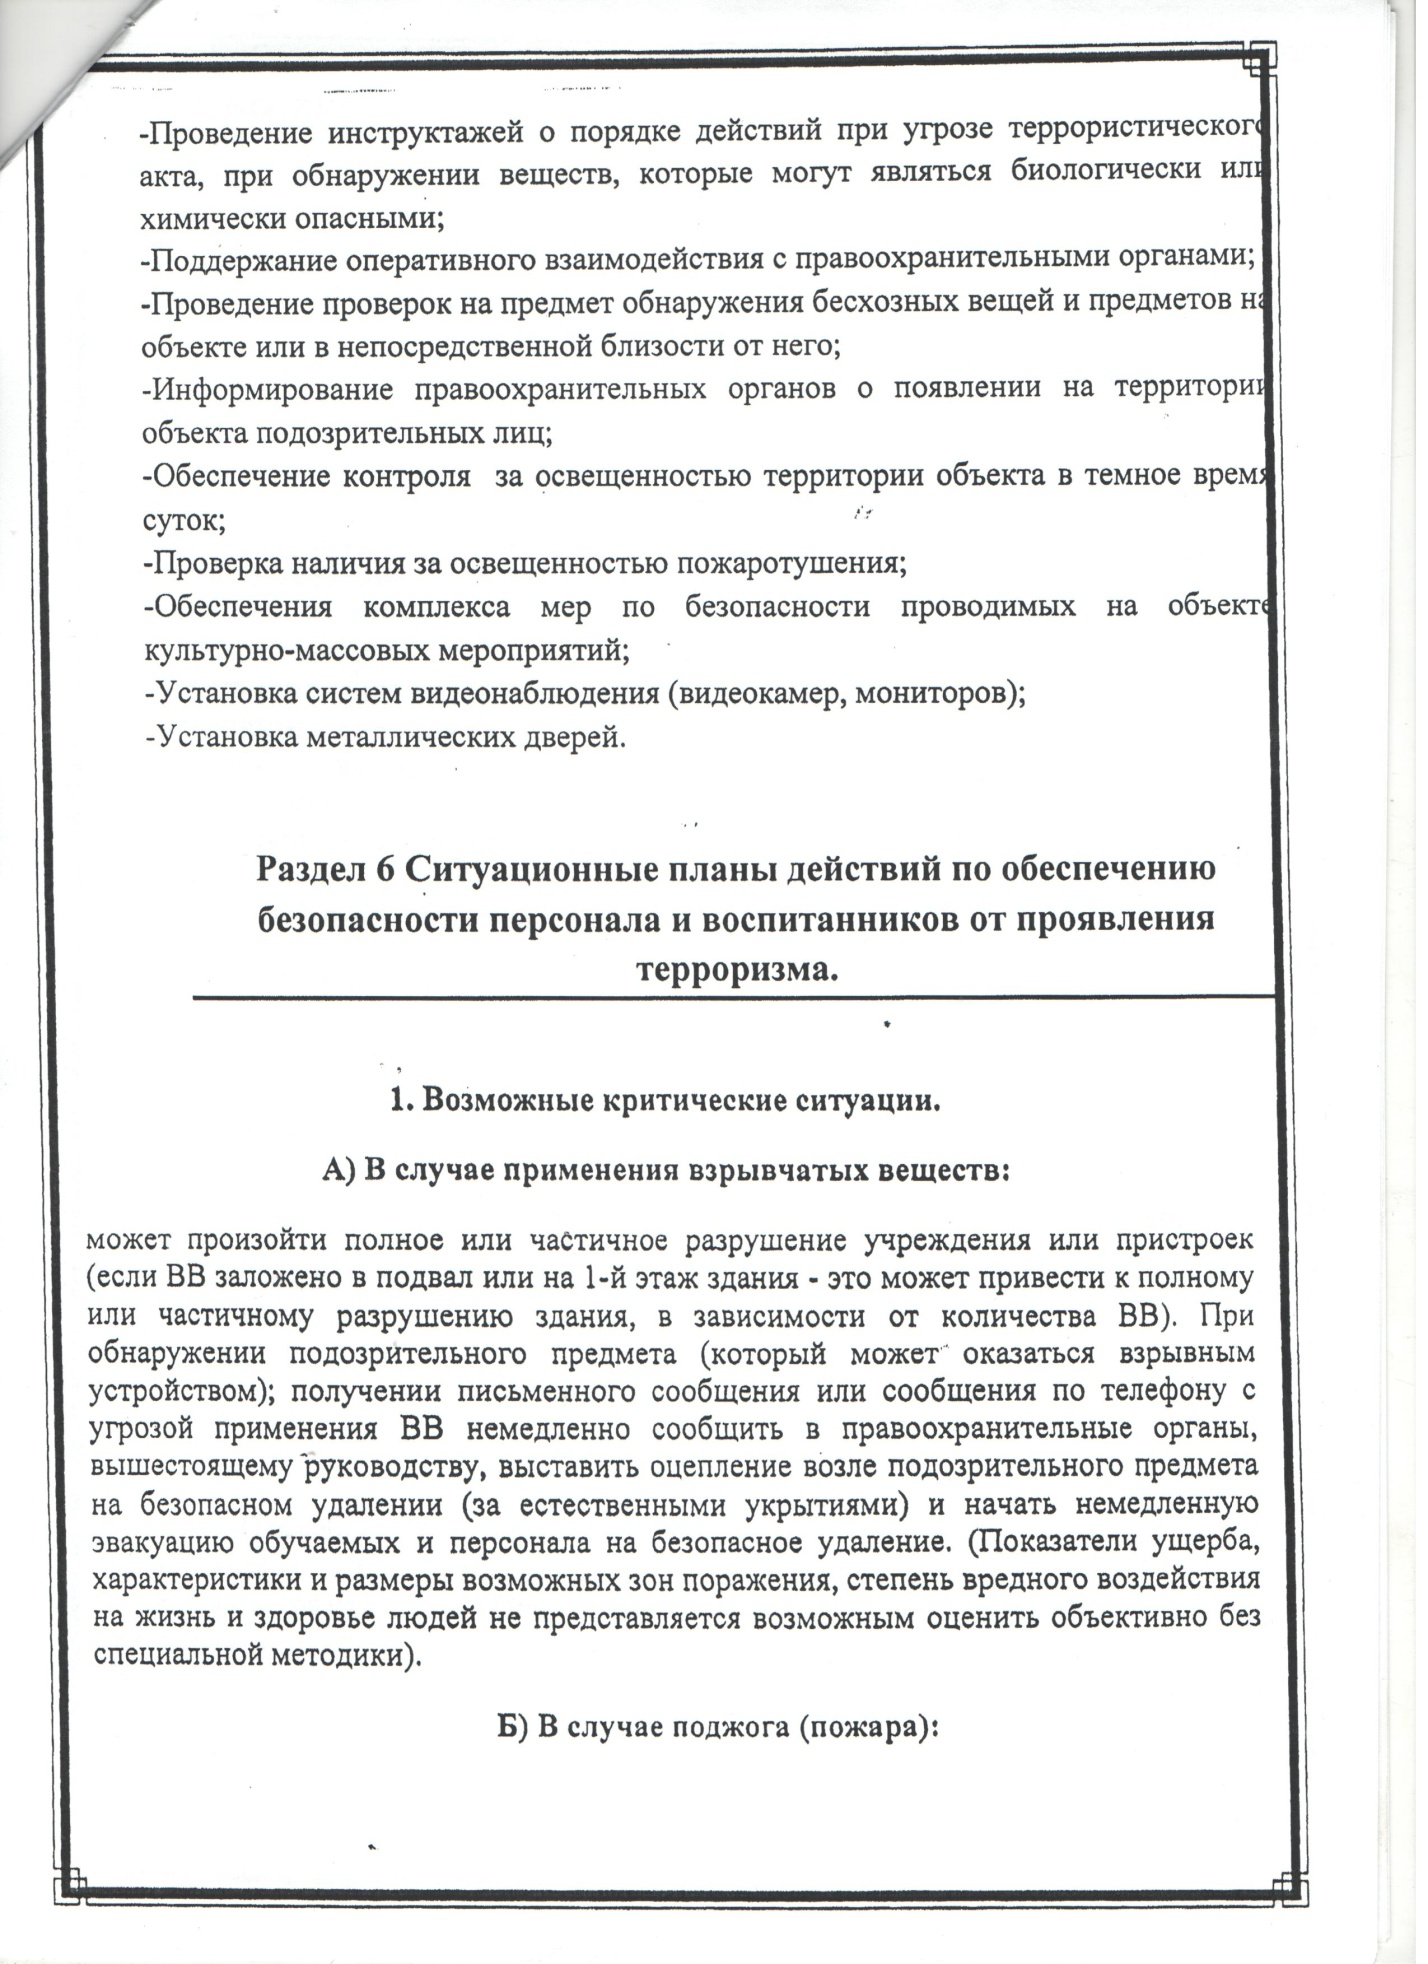 -Проведение инструктажей о порядке действий при угрозе террористического
акта, при обнаружении веществ, которые могут являться биологически или
химически опасными;
-Поддержание оперативного взаимодействия с правоохранительными органами;
-Проведение проверок на предмет обнаружения бесхозных вещей и предметов на
объекте или в непосредственной близости от него;
-Информирование правоохранительных органов о появлении на территории
объекта подозрительных лиц;
-Обеспечение контроля за освещенностью территории объекта в темное время
суток;
-Проверка наличия за освещенностью пожаротушения;
-Обеспечения комплекса мер по безопасности проводимых на объекте
культурно-массовых мероприятий;
-Установка систем видеонаблюдения (видеокамер, мониторов);
-Установка металлических дверей.
Раздел 6 Ситуационные планы действий по обеспечению
безопасности персонала и воспитанников от проявления
терроризма.
1. Возможные критические ситуации.
А) В случае применения взрывчатых веществ:
может произойти полное или частичное разрушение учреждения или пристроек
(если ВВ заложено в подвал или на 1-й этаж здания - это может привести к полному
или частичному разрушению здания, в зависимости от количества ВВ). При
обнаружении подозрительного предмета (который может оказаться взрывным
устройством); получении письменного сообщения или сообщения по телефону с
угрозой применения ВВ немедленно сообщить в правоохранительные органы,
вышестоящему руководству, выставить оцепление возле подозрительного предмета
на безопасном удалении (за естественными укрытиями) и начать немедленную
эвакуацию обучаемых и персонала на безопасное удаление. (Показатели ущерба,
характеристики и размеры возможных зон поражения, степень вредного воздействия
на жизнь и здоровье людей не представляется возможным оценить объективно без
специальной методики).
Б) В случае поджога (пожара):